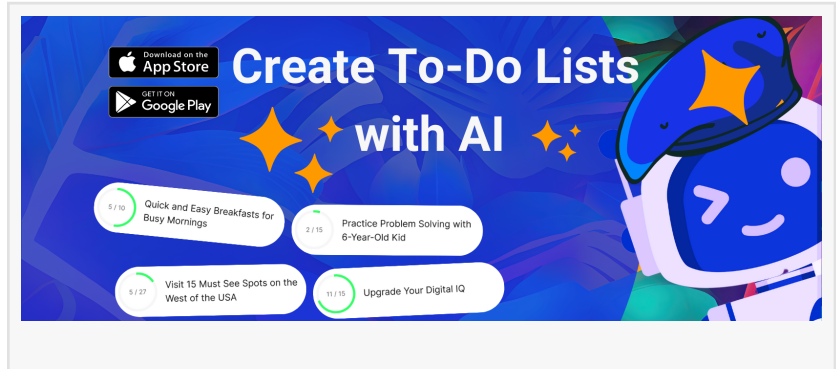 Download on the
App Store
GET IT ON
Google Play
Create To-Do Lists
with AI
5 / 10
Quick and Easy Breakfasts for
Busy Mornings
2 / 15
Practice Problem Solving with
6-Year-Old Kid
5 / 27
Visit 15 Must See Spots on the
West of the USA
11 / 15
Upgrade Your Digital IQ